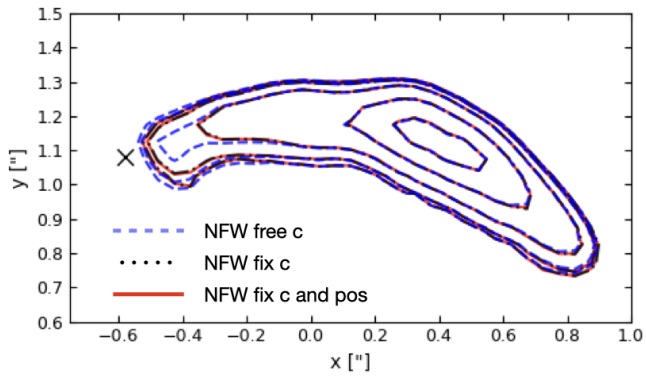 1.5
1.4
1.3
1.2
1.1
1.0
0.9
0.8
0.7
0.6
y ["]
NFW free c
NFW fix c
NFW fix c and pos
−0.6 −0.4 −0.2 0.0 0.2 0.4 0.6 0.8 1.0
x ["]